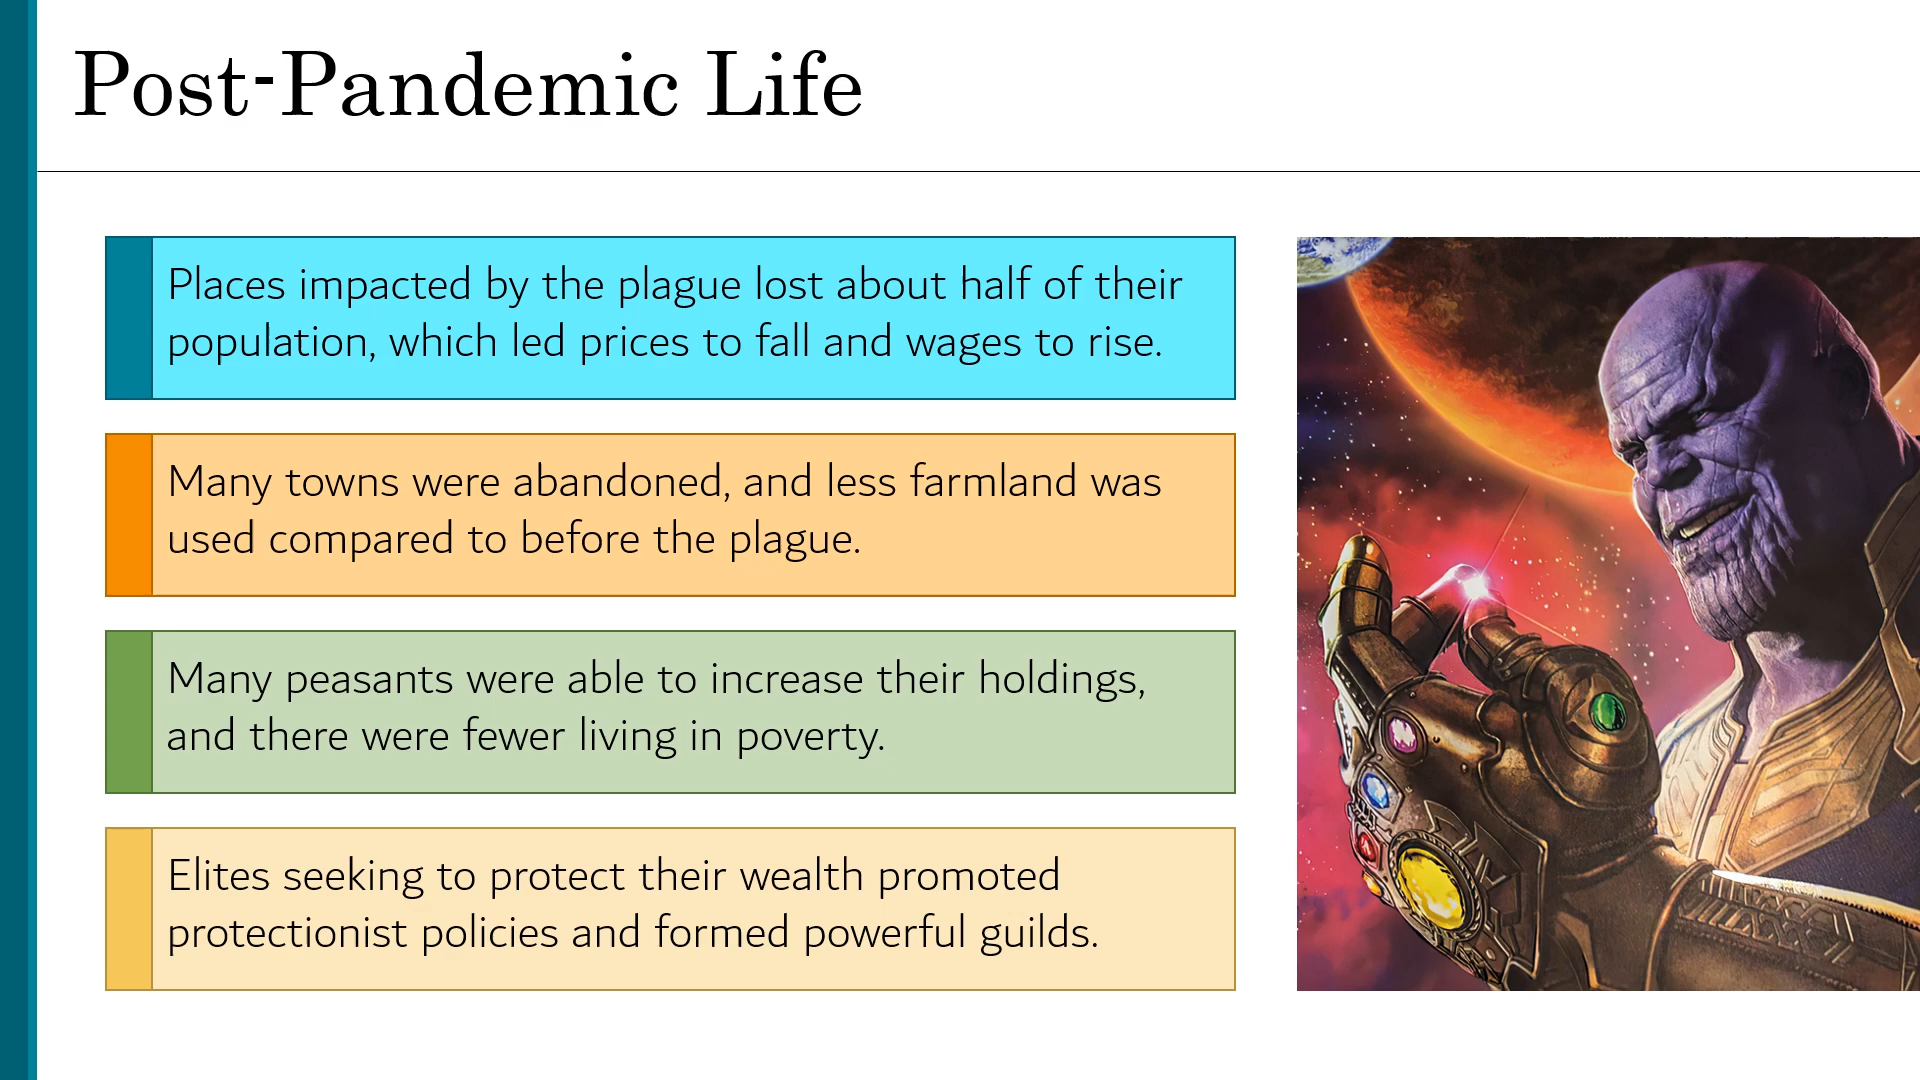 Post-Pandemic Life
Places impacted by the plague lost about half of their
population, which led prices to fall and wages to rise.
Many towns were abandoned, and less farmland was
used compared to before the plague.
Many peasants were able to increase their holdings,
and there were fewer living in poverty.
Elites seeking to protect their wealth promoted
protectionist policies and formed powerful guilds.